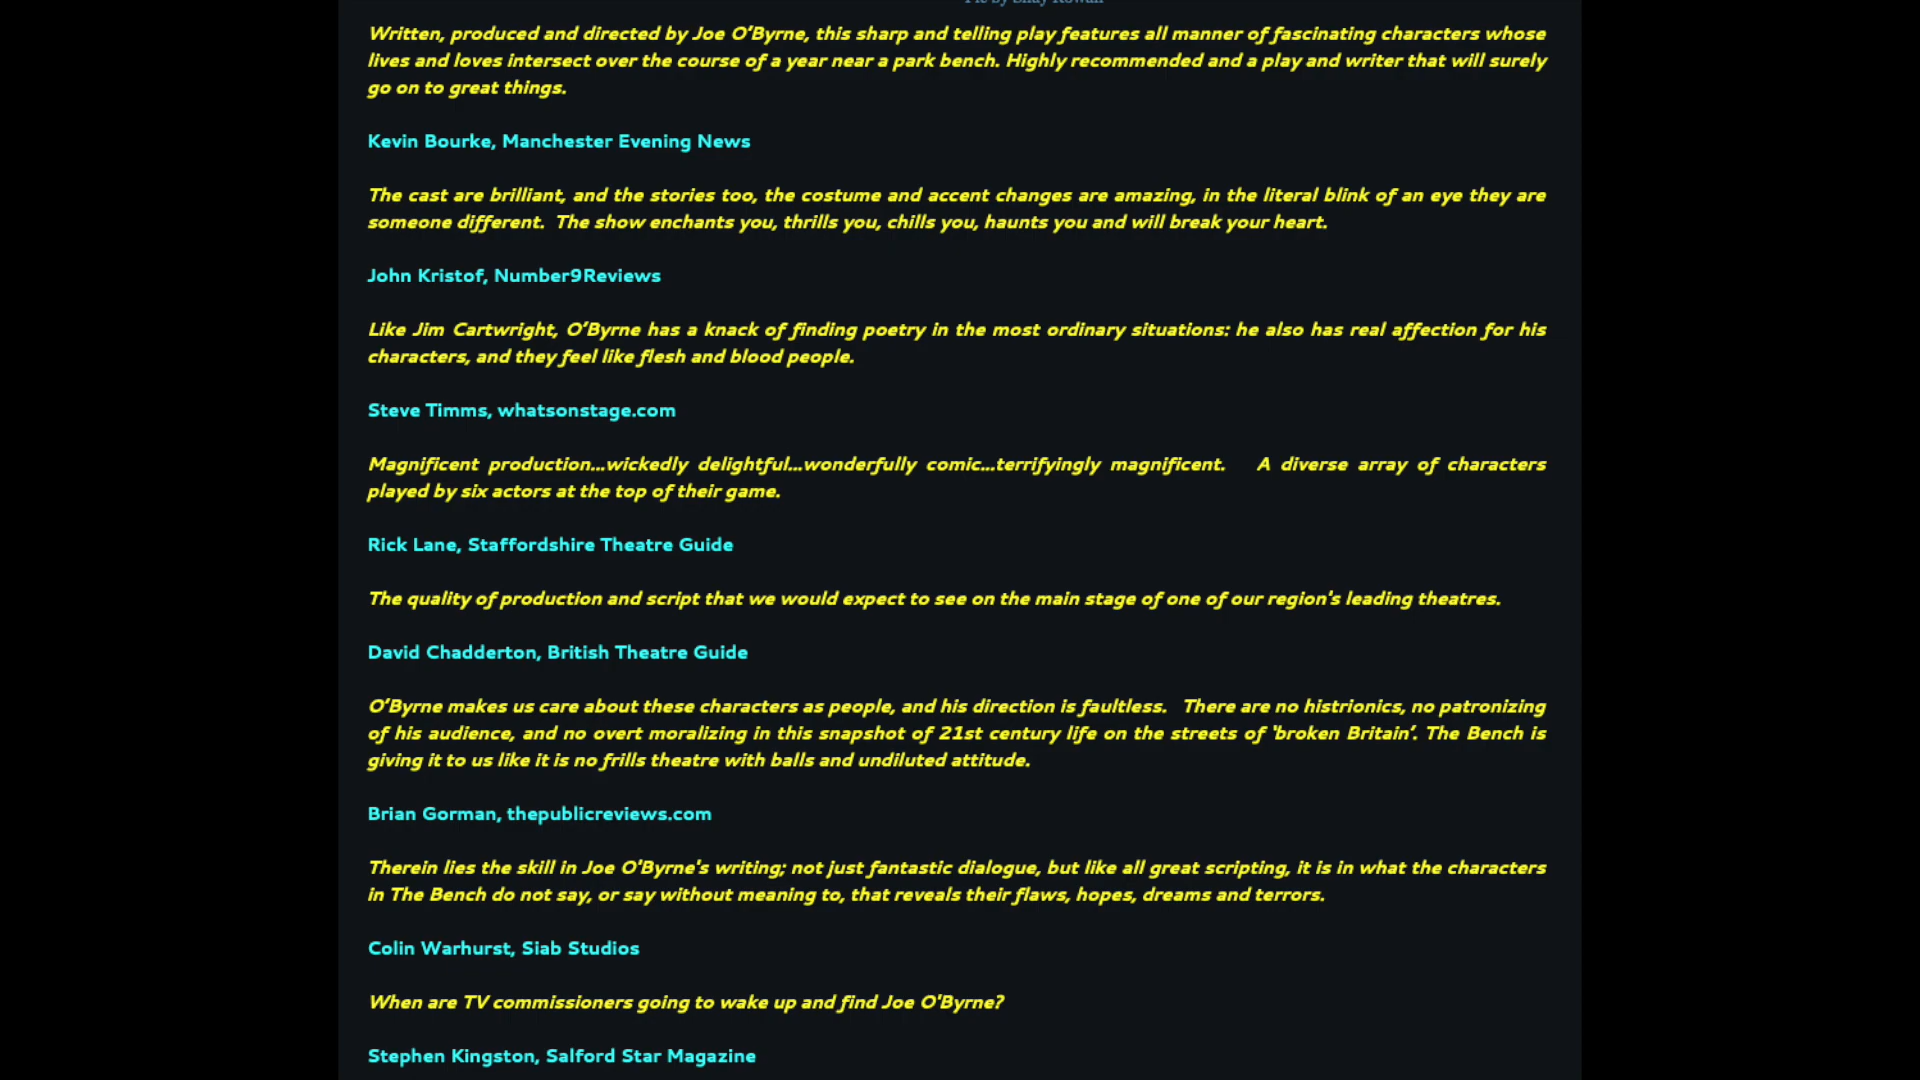 Pic by Shay Rowan
Written, produced and directed by Joe O’Byrne, this sharp and telling play features all manner of fascinating characters whose
lives and loves intersect over the course of a year near a park bench. Highly recommended and a play and writer that will surely
go on to great things.
Kevin Bourke, Manchester Evening News
The cast are brilliant, and the stories too, the costume and accent changes are amazing, in the literal blink of an eye they are
someone different.  The show enchants you, thrills you, chills you, haunts you and will break your heart.
John Kristof, Number9Reviews
Like Jim Cartwright, O’Byrne has a knack of finding poetry in the most ordinary situations: he also has real affection for his
characters, and they feel like flesh and blood people.
Steve Timms, whatsonstage.com
Magnificent production...wickedly delightful...wonderfully comic...terrifyingly magnificent.   A diverse array of characters
played by six actors at the top of their game.
Rick Lane, Staffordshire Theatre Guide
The quality of production and script that we would expect to see on the main stage of one of our region's leading theatres.
David Chadderton, British Theatre Guide
O’Byrne makes us care about these characters as people, and his direction is faultless.  There are no histrionics, no patronizing
of his audience, and no overt moralizing in this snapshot of 21st century life on the streets of ‘broken Britain’. The Bench is
giving it to us like it is no frills theatre with balls and undiluted attitude.
Brian Gorman, thepublicreviews.com
Therein lies the skill in Joe O'Byrne's writing; not just fantastic dialogue, but like all great scripting, it is in what the characters
in The Bench do not say, or say without meaning to, that reveals their flaws, hopes, dreams and terrors.
Colin Warhurst, Siab Studios
When are TV commissioners going to wake up and find Joe O'Byrne?
Stephen Kingston, Salford Star Magazine